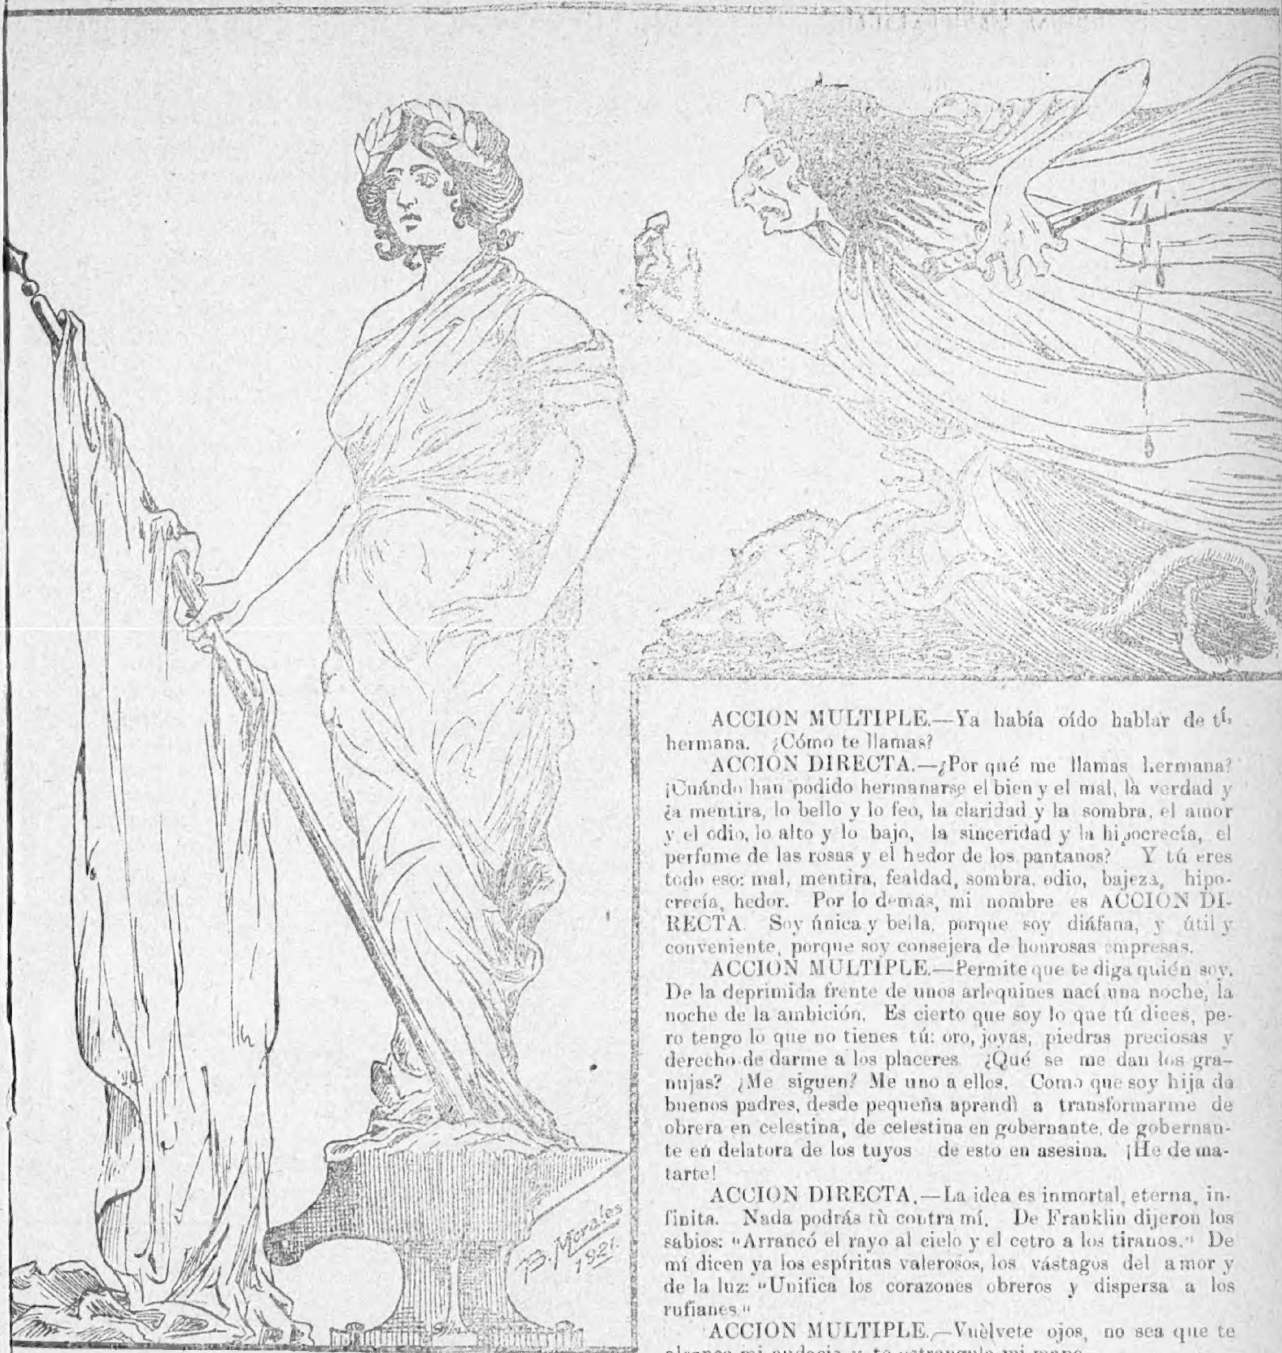 B. Morales
1921.
ACCION MULTIPLE.—Ya había oído hablar de tí,
hermana. ¿Cómo te llamas?
ACCION DIRECTA.—¿Por qué me llamas hermana?
¡Cuándo han podido hermanarse el bien y el mal, la verdad y
¿a mentira, lo bello y lo feo, la claridad y la sombra, el amor
y el odio, lo alto y lo bajo, la sinceridad y la hipocrecía, el
perfume de las rosas y el hedor de los pantanos? Y tú eres
todo eso: mal, mentira, fealdad, sombra, odio, bajeza, hipo-
crecía, hedor. Por lo demás, mi nombre es ACCION DI-
RECTA. Soy única y bella, porque soy diáfana, y útil y
conveniente, porque soy consejera de honrosas empresas.
ACCION MULTIPLE.—Permite que te diga quién soy.
De la deprimida frente de unos arlequines nací una noche, la
noche de la ambición. Es cierto que soy lo que tú dices, pe-
ro tengo lo que no tienes tú: oro, joyas, piedras preciosas y
derecho de darme a los placeres. ¿Qué se me dan los gra-
nujas? ¿Me siguen? Me uno a ellos. Como que soy hija de
buenos padres, desde pequeña aprendì a transformarme de
obrera en celestina, de celestina en gobernante, de gobernan-
te en delatora de los tuyos de esto en asesina. ¡He de ma-
tarte!
ACCION DIRECTA.—La idea es inmortal, eterna, in-
finita. Nada podrás tù contra mí. De Franklin dijeron los
sabios: "Arrancó el rayo al cielo y el cetro a los tiranos." De
mí dicen ya los espíritus valerosos, los vástagos del amor y
de la luz: "Unifica los corazones obreros y dispersa a los
rufianes"
ACCION MULTIPLE.—Vuèlvete ojos, no sea que te
mi audacia y te estrangule mi mano